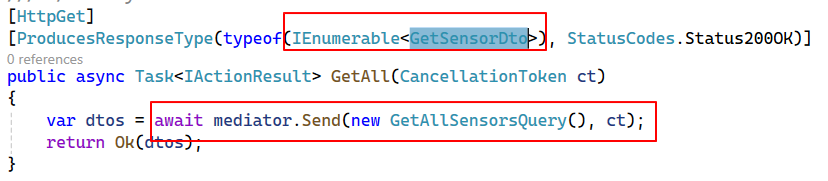 [HttpGet]
[ProducesResponseType(typeof(IEnumerable<GetSensorDto>), StatusCodes.Status200OK)]
0 references
public async Task<IActionResult> GetAll(CancellationToken ct)
{
    var dtos = await mediator.Send(new GetAllSensorsQuery(), ct);
    return Ok(dtos);
}